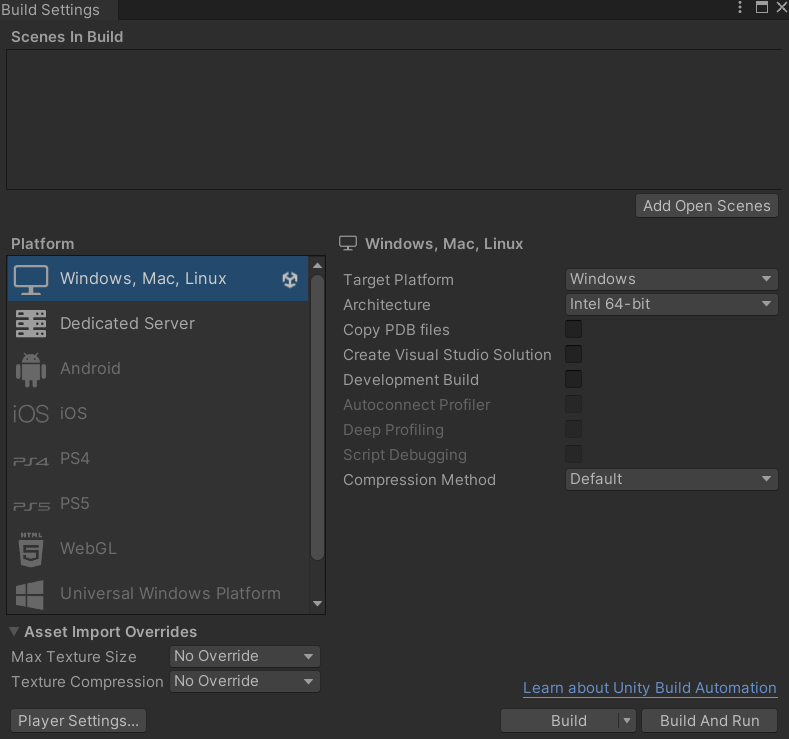 Build Settings
Scenes In Build
Add Open Scenes
Platform
Windows, Mac, Linux
Dedicated Server
Android
iOS iOS
PS4 PS4
PS5 PS5
HTML 5 WebGL
Universal Windows Platform
Windows, Mac, Linux
Target Platform Windows
Architecture Intel 64-bit
Copy PDB files
Create Visual Studio Solution
Development Build
Autoconnect Profiler
Deep Profiling
Script Debugging
Compression Method Default
Asset Import Overrides
Max Texture Size No Override
Texture Compression No Override
Learn about Unity Build Automation
Player Settings... Build Build And Run